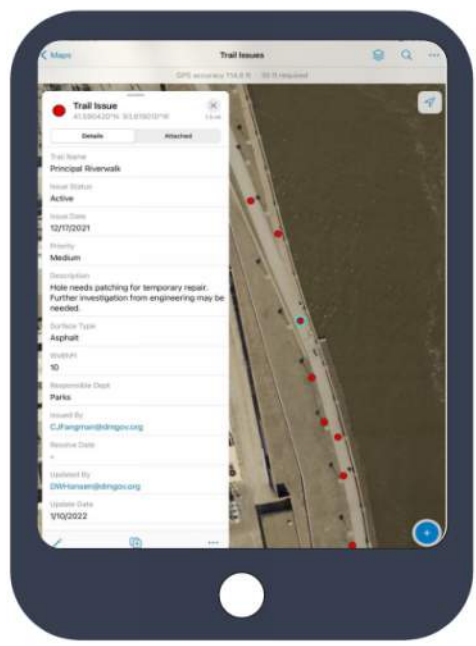 Maps
Trail Issues
GPS accuracy 114.8 ft
Trail Issue
Details
Attached
Trail Name
Principal Riverwalk
Issue Status
Active
Issue Date
12/17/2021
Priority
Medium
Description
Hole needs patching for temporary repair.
Further investigation from engineering may be
needed.
Surface Type
Asphalt
Width/Ft
10
Responsible Dept
Parks
Issued By
CJFangman@dmgov.org
Resolve Date
-
Updated By
DWHansen@dmgov.org
Update Date
1/10/2022